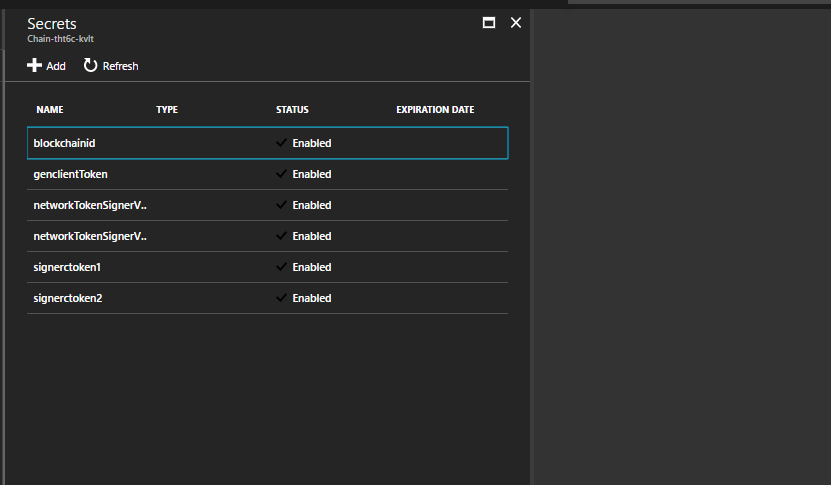 Secrets
Chain-tht6c-kvlt
Add Refresh
NAME TYPE STATUS EXPIRATION DATE
blockchainid Enabled
genclientToken Enabled
networkTokenSignerV.. Enabled
networkTokenSignerV.. Enabled
signerctoken1 Enabled
signerctoken2 Enabled